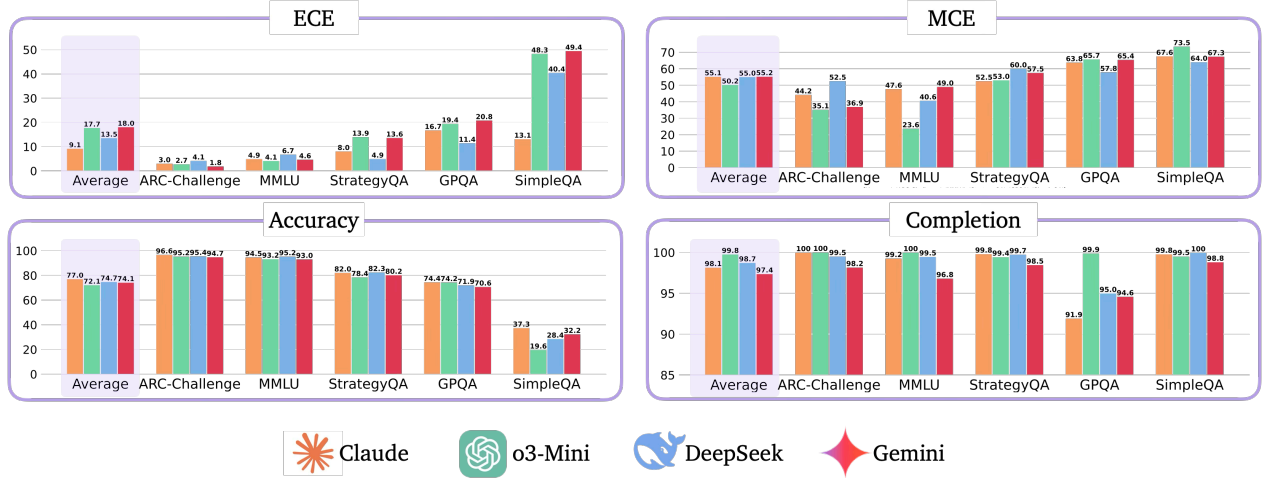 ECE
50
40
30
20
10
0
9.1 17.7 13.5 18.0
3.0 2.7 4.1 1.8
4.9 4.1 6.7 4.6
8.0 13.9 4.9 13.6
16.7 19.4 11.4 20.8
13.1 48.3 40.4 49.4
Average ARC-Challenge MMLU StrategyQA GPQA SimpleQA
MCE
70
60
50
40
30
20
10
0
55.1 50.2 55.0 55.2
44.2 35.1 52.5 36.9
47.6 23.6 40.6 49.0
52.5 53.0 60.0 57.5
63.8 65.7 57.8 65.4
67.6 73.5 64.0 67.3
Average ARC-Challenge MMLU StrategyQA GPQA SimpleQA
Accuracy
100
80
60
40
20
0
77.0 72.1 74.7 74.1
96.6 95.2 95.4 94.7
94.5 93.2 95.2 93.0
82.0 78.4 82.3 80.2
74.4 74.2 71.9 70.6
37.3 19.6 28.4 32.2
Average ARC-Challenge MMLU StrategyQA GPQA SimpleQA
Completion
100
95
90
85
98.1 99.8 98.7 97.4
100 100 99.5 98.2
99.2 100 99.5 96.8
99.8 99.4 99.7 98.5
91.9 99.9 95.0 94.6
99.8 99.5 100 98.8
Average ARC-Challenge MMLU StrategyQA GPQA SimpleQA
Claude o3-Mini DeepSeek Gemini